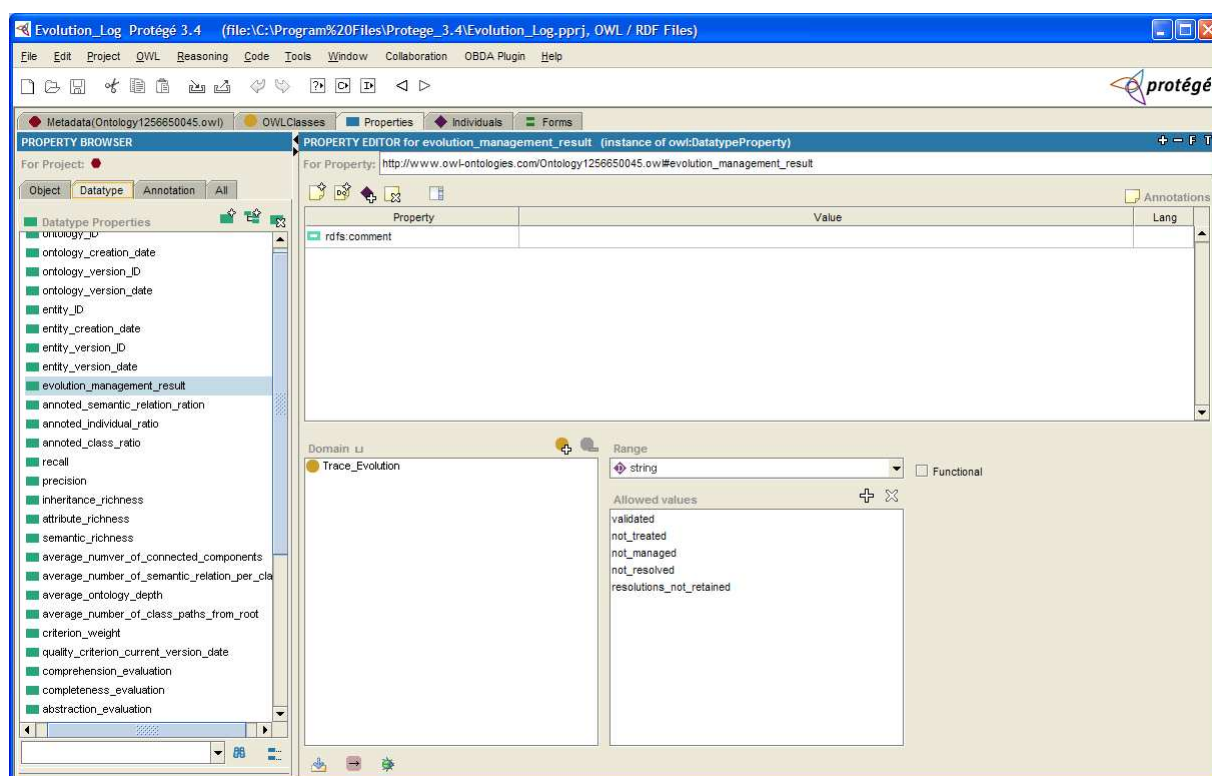 Evolution_Log Protégé 3.4 (file:\C:\Program%20Files\Protege_3.4\Evolution_Log.pprj, OWL / RDF Files)
File Edit Project OWL Reasoning Code Tools Window Collaboration OBDA Plugin Help
protégé
Metadata(Ontology1256650045.owl) OWLClasses Properties Individuals Forms
PROPERTY BROWSER
For Project:
Object Datatype Annotation All
Datatype Properties
ontology_ID
ontology_creation_date
ontology_version_ID
ontology_version_date
entity_ID
entity_creation_date
entity_version_ID
entity_version_date
evolution_management_result
annoted_semantic_relation_ration
annoted_individual_ratio
annoted_class_ratio
recall
precision
inheritance_richness
attribute_richness
semantic_richness
average_numver_of_connected_components
average_number_of_semantic_relation_per_cla
average_ontology_depth
average_number_of_class_paths_from_root
criterion_weight
quality_criterion_current_version_date
comprehension_evaluation
completeness_evaluation
abstraction_evaluation
PROPERTY EDITOR for evolution_management_result (instance of owl:DatatypeProperty)
F T
For Property: http://www.owl-ontologies.com/Ontology1256650045.owl#evolution_management_result
Annotations
Property Value Lang
rdfs:comment
Domain ⊔
Trace_Evolution
Range
string
Functional
Allowed values
validated
not_treated
not_managed
not_resolved
resolutions_not_retained